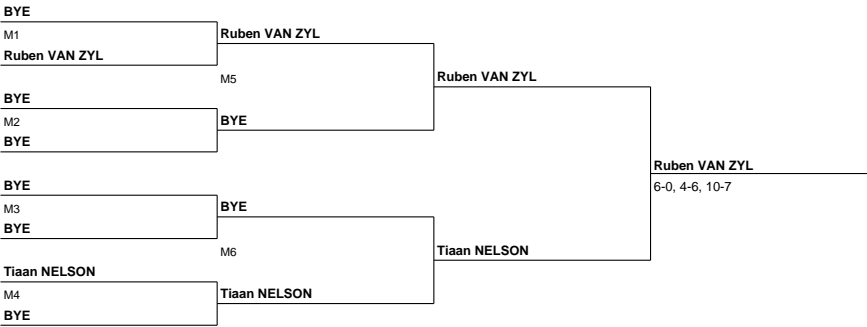 BYE
M1
Ruben VAN ZYL
BYE
M2
BYE
BYE
M3
BYE
Tiaan NELSON
M4
BYE
Ruben VAN ZYL
M5
BYE
BYE
M6
Tiaan NELSON
Ruben VAN ZYL
Tiaan NELSON
Ruben VAN ZYL
6-0, 4-6, 10-7